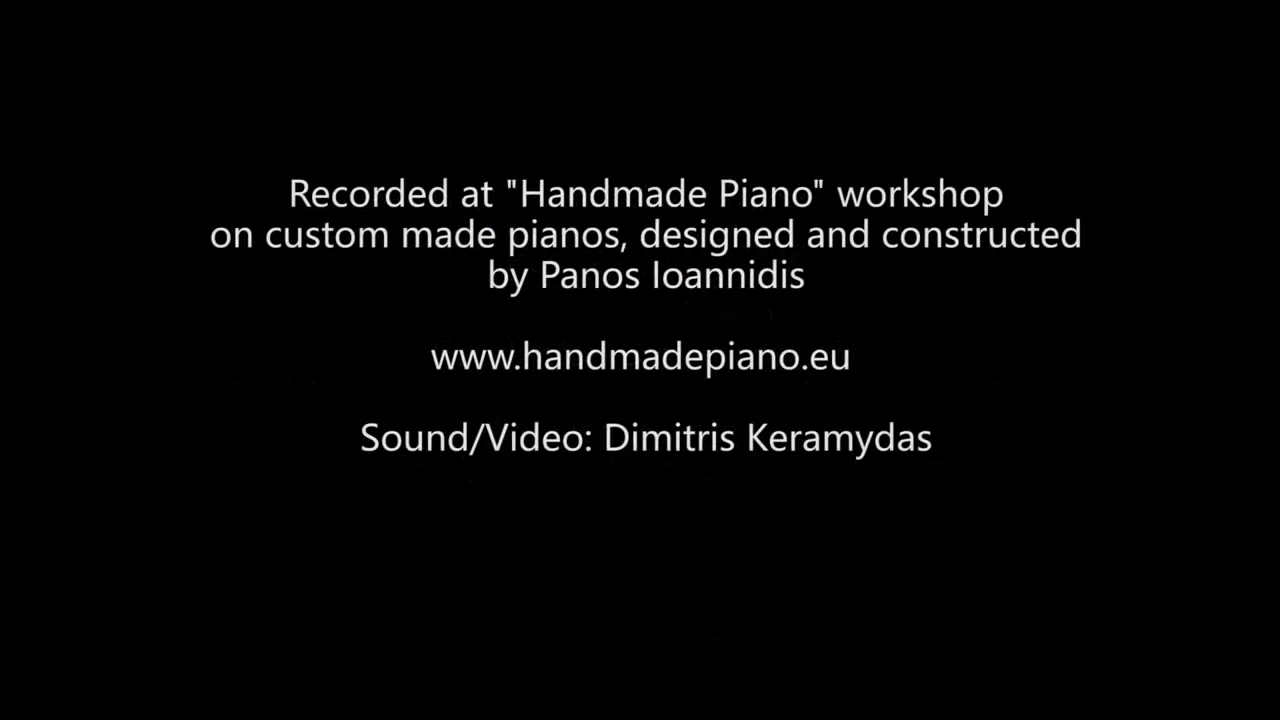 Recorded at "Handmade Piano" workshop
on custom made pianos, designed and constructed
by Panos Ioannidis
www.handmadepiano.eu
Sound/Video: Dimitris Keramydas